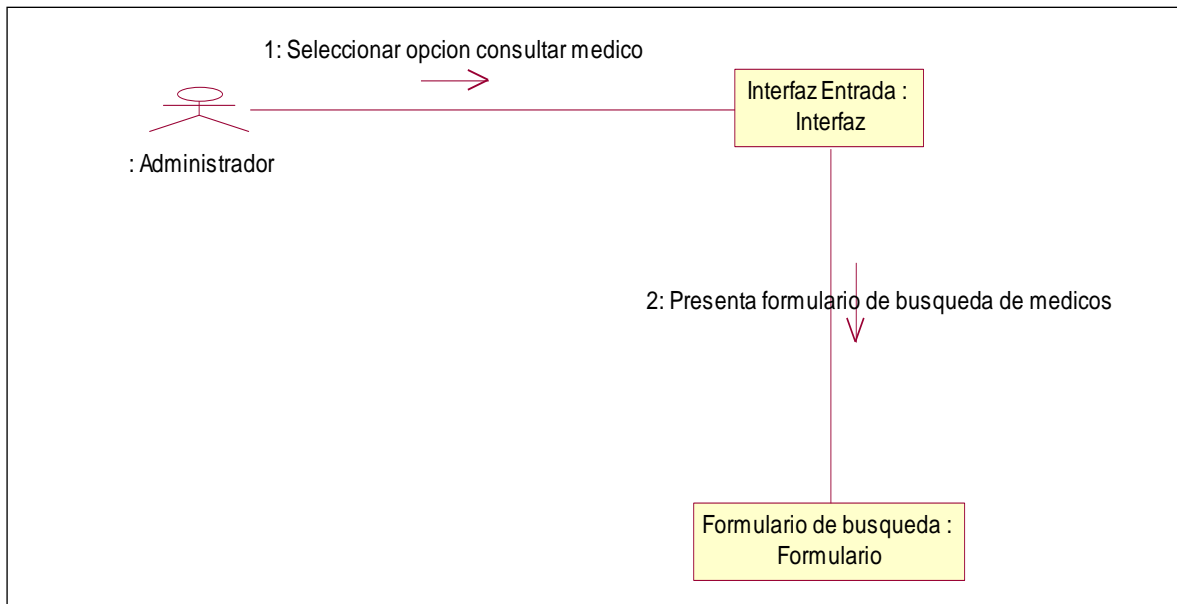 1: Seleccionar opcion consultar medico
Interfaz Entrada :
Interfaz
: Administrador
2: Presenta formulario de busqueda de medicos
Formulario de busqueda :
Formulario